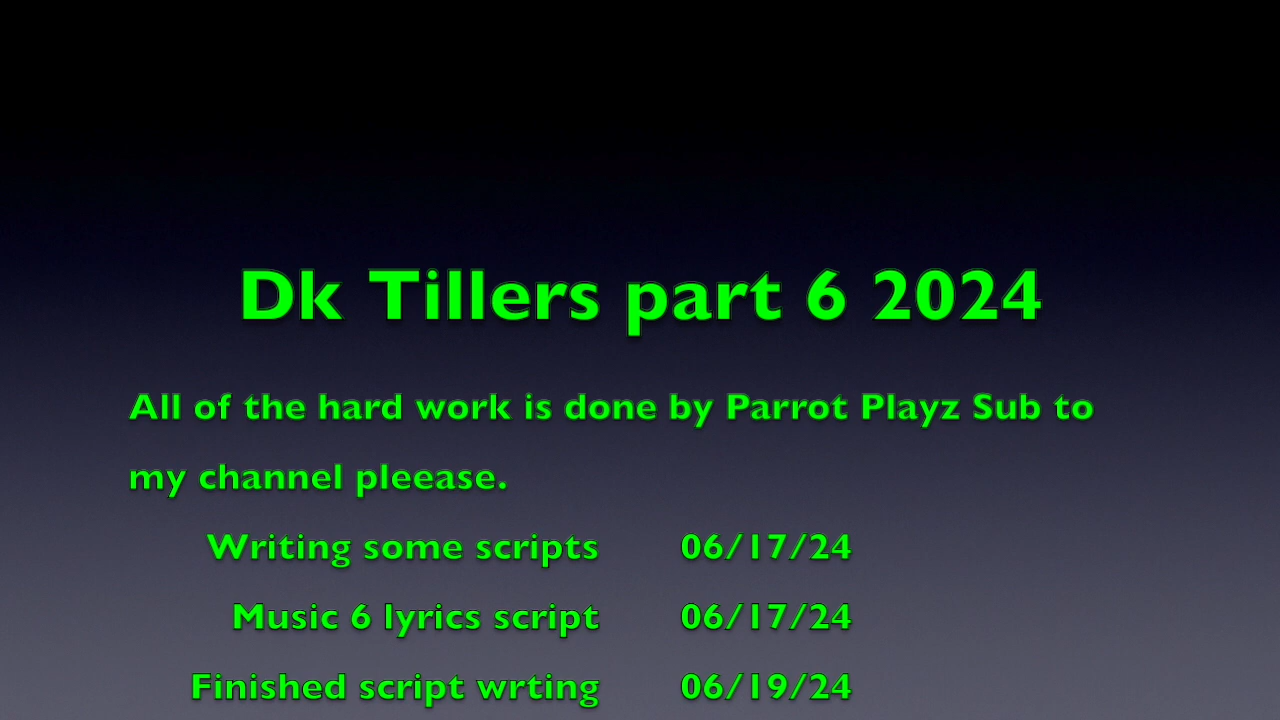 Dk Tillers part 6 2024
All of the hard work is done by Parrot Playz Sub to
my channel pleease.
Writing some scripts 06/17/24
Music 6 lyrics script 06/17/24
Finished script wrting 06/19/24